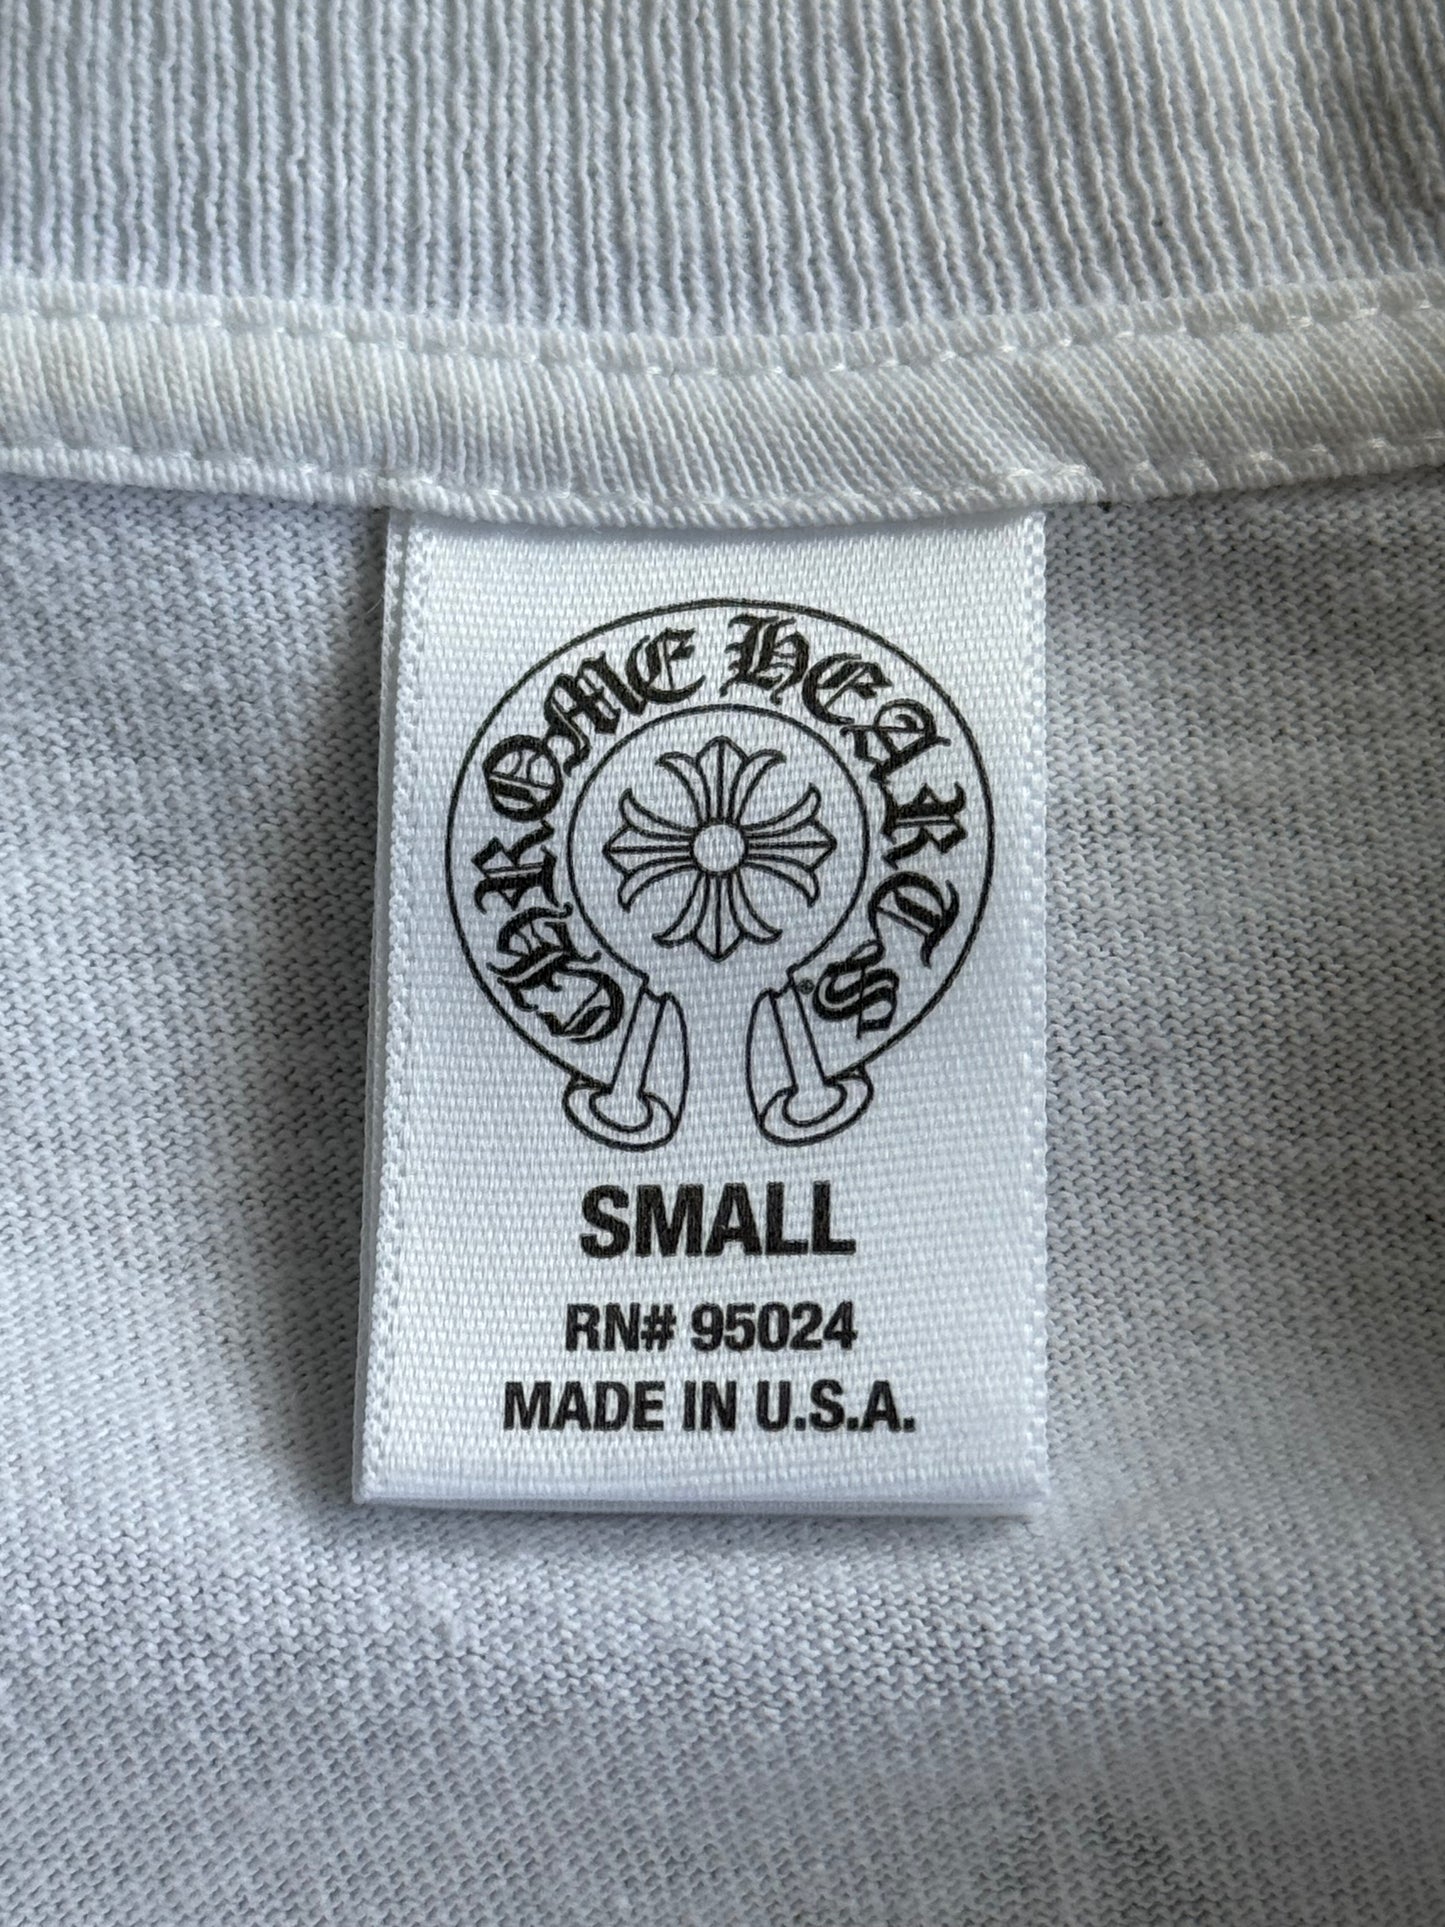 CHROME HEARTS
®
SMALL
RN# 95024
MADE IN U.S.A.